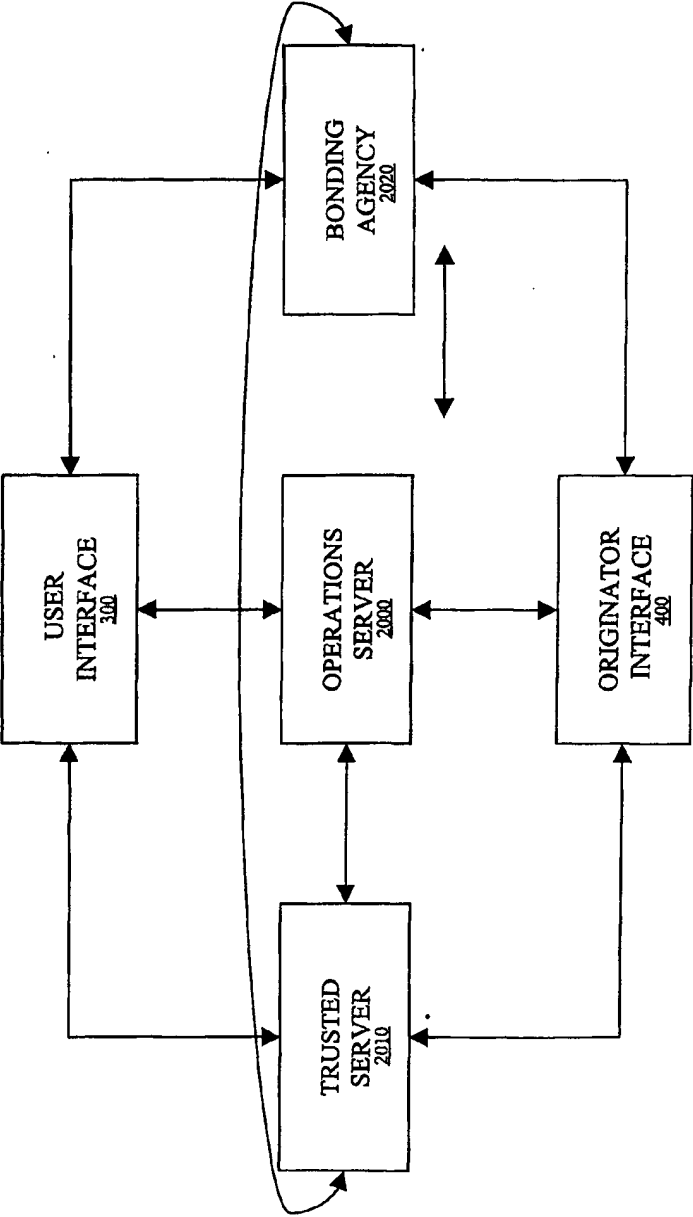 USER
INTERFACE
300
TRUSTED
SERVER
2010
OPERATIONS
SERVER
2000
BONDING
AGENCY
2020
ORIGINATOR
INTERFACE
400